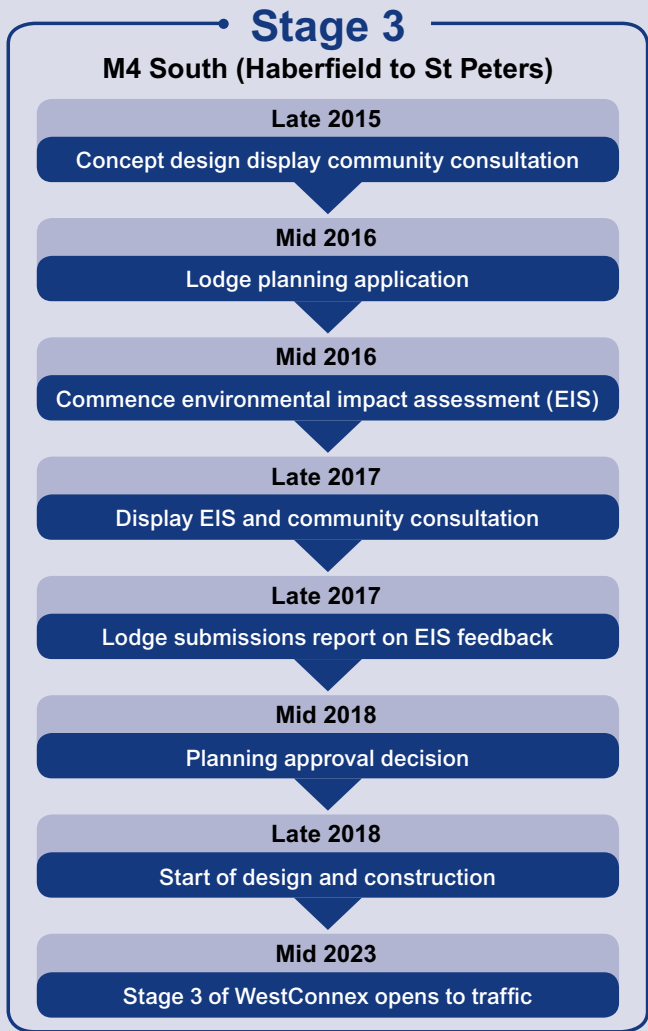 Stage 3
M4 South (Haberfield to St Peters)
Late 2015
Concept design display community consultation
Mid 2016
Lodge planning application
Mid 2016
Commence environmental impact assessment (EIS)
Late 2017
Display EIS and community consultation
Late 2017
Lodge submissions report on EIS feedback
Mid 2018
Planning approval decision
Late 2018
Start of design and construction
Mid 2023
Stage 3 of WestConnex opens to traffic